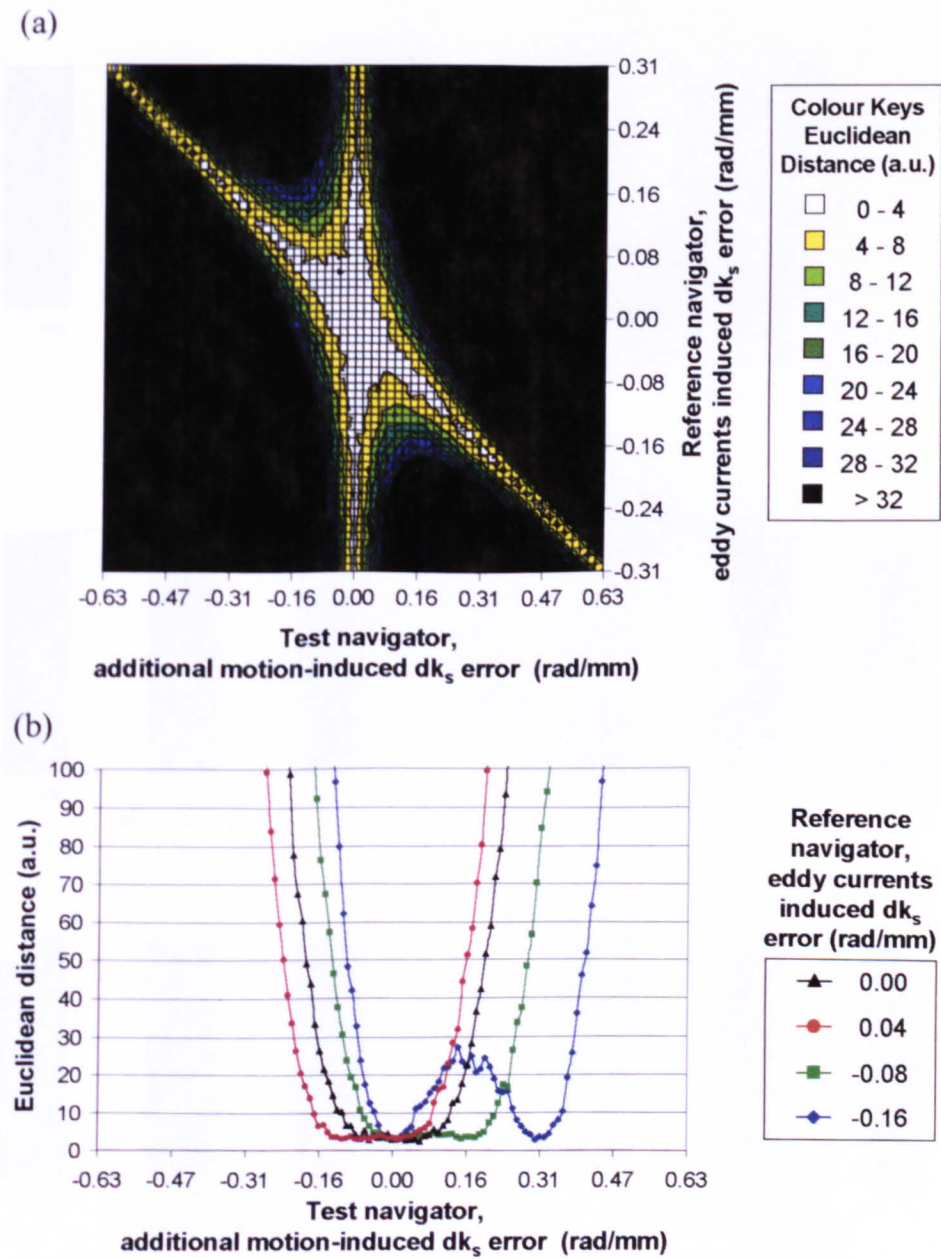 (a)
0.31
0.24
0.16
0.08
0.00
-0.08
-0.16
-0.24
-0.31
Reference navigator,
eddy currents induced dks error (rad/mm)
-0.63 -0.47 -0.31 -0.16 0.00 0.16 0.31 0.47 0.63
Test navigator,
additional motion-induced dks error (rad/mm)
Colour Keys
Euclidean
Distance (a.u.)
0 - 4
4 - 8
8 - 12
12 - 16
16 - 20
20 - 24
24 - 28
28 - 32
> 32
(b)
Euclidean distance (a.u.)
100
90
80
70
60
50
40
30
20
10
0
-0.63 -0.47 -0.31 -0.16 0.00 0.16 0.31 0.47 0.63
Test navigator,
additional motion-induced dks error (rad/mm)
Reference
navigator,
eddy currents
induced dks
error (rad/mm)
0.00
0.04
-0.08
-0.16